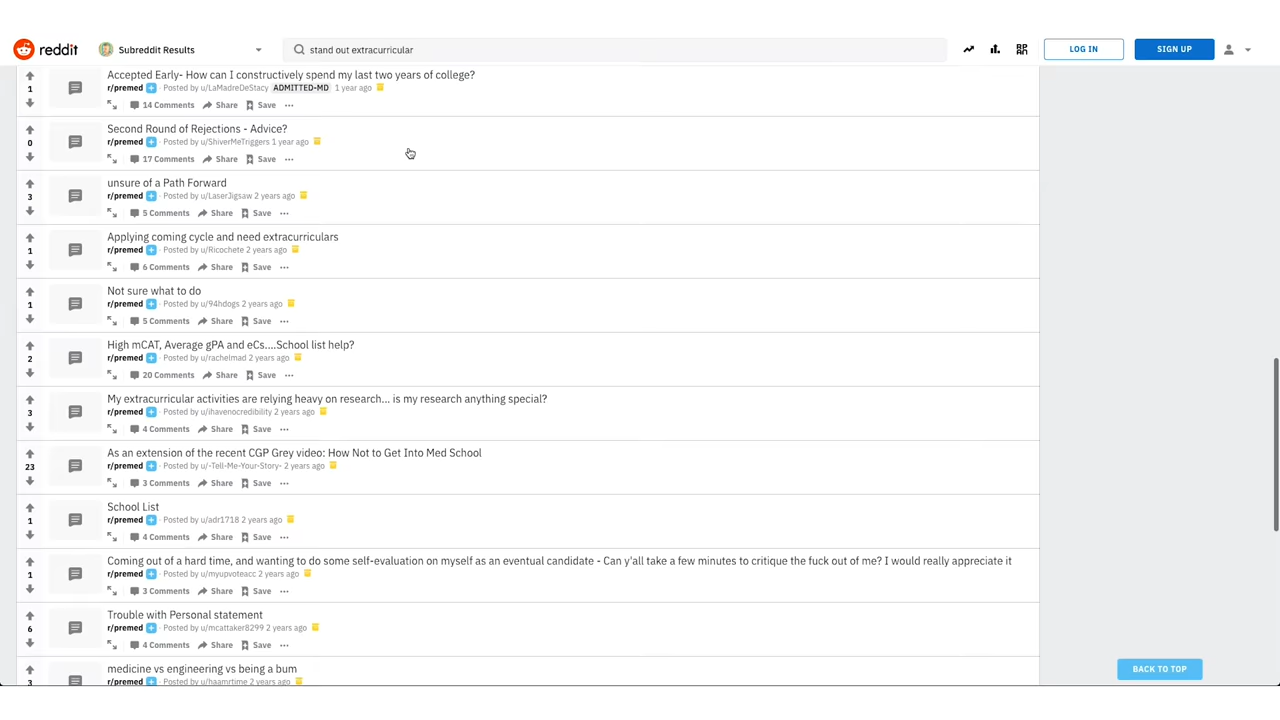 reddit Subreddit Results stand out extracurricular LOG IN SIGN UP
Accepted Early- How can I constructively spend my last two years of college?
1 r/premed · Posted by u/LaMadreDeStacy ADMITTED-MD 1 year ago
14 Comments Share Save
Second Round of Rejections - Advice?
0 r/premed · Posted by u/ShiverMeTriggers 1 year ago
17 Comments Share Save
unsure of a Path Forward
3 r/premed · Posted by u/LaserJigsaw 2 years ago
5 Comments Share Save
Applying coming cycle and need extracurriculars
1 r/premed · Posted by u/Ricochete 2 years ago
6 Comments Share Save
Not sure what to do
1 r/premed · Posted by u/94hdogs 2 years ago
5 Comments Share Save
High mCAT, Average gPA and eCs....School list help?
2 r/premed · Posted by u/rachelmad 2 years ago
20 Comments Share Save
My extracurricular activities are relying heavy on research... is my research anything special?
3 r/premed · Posted by u/ihavenocredibility 2 years ago
4 Comments Share Save
As an extension of the recent CGP Grey video: How Not to Get Into Med School
23 r/premed · Posted by u/-Tell-Me-Your-Story- 2 years ago
3 Comments Share Save
School List
1 r/premed · Posted by u/adr1718 2 years ago
4 Comments Share Save
Coming out of a hard time, and wanting to do some self-evaluation on myself as an eventual candidate - Can y'all take a few minutes to critique the fuck out of me? I would really appreciate it
1 r/premed · Posted by u/myupvoteacc 2 years ago
3 Comments Share Save
Trouble with Personal statement
6 r/premed · Posted by u/mcattaker8299 2 years ago
4 Comments Share Save
medicine vs engineering vs being a bum
3 r/premed · Posted by u/haamrtime 2 years ago
BACK TO TOP